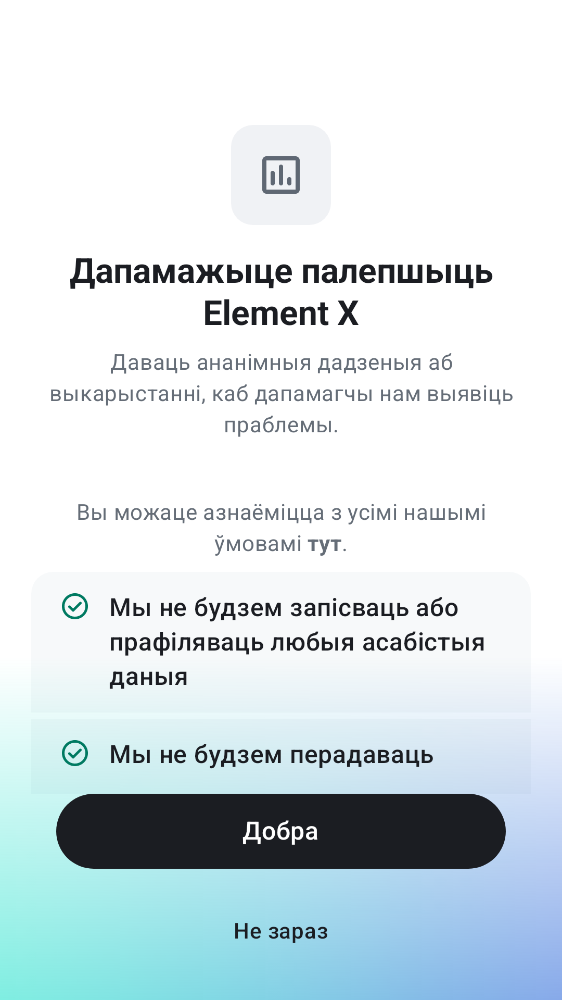 Дапамажыце палепшыць
Element X
Даваць ананімныя дадзеныя аб
выкарыстанні, каб дапамагчы нам выявіць
праблемы.
Вы можаце азнаёміцца з усімі нашымі
ўмовамі тут.
Мы не будзем запісваць або
прафіляваць любыя асабістыя
даныя
Мы не будзем перадаваць
Добра
Не зараз